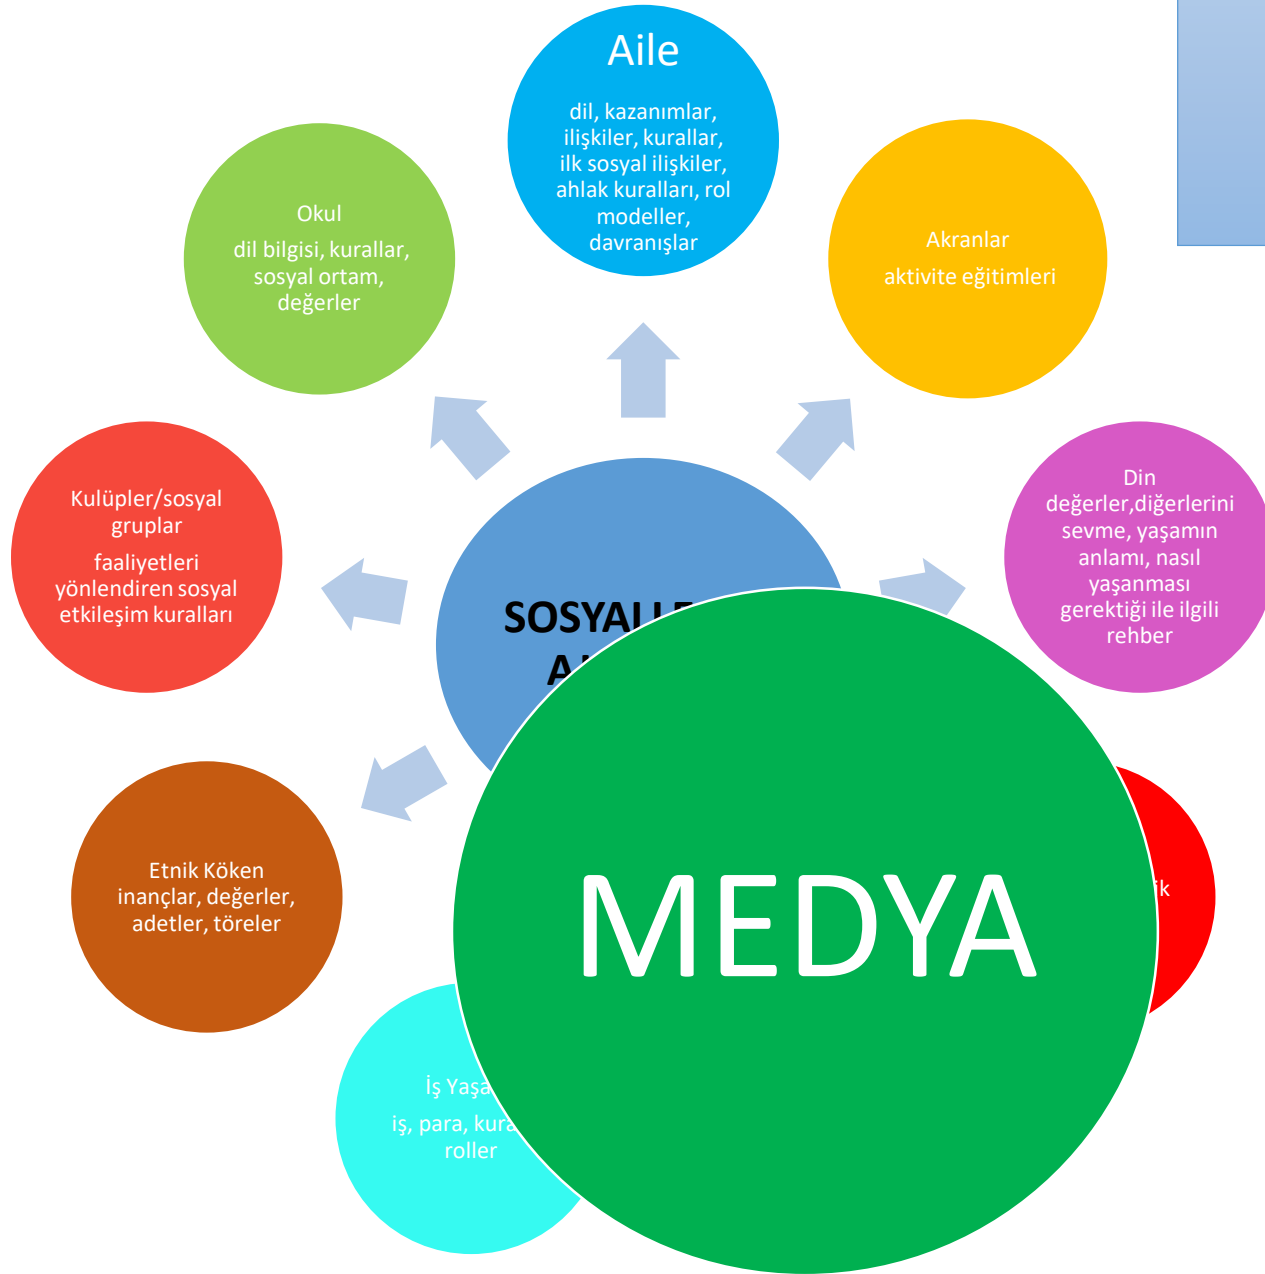 Aile
dil, kazanımlar,
ilişkiler, kurallar,
ilk sosyal ilişkiler,
ahlak kuralları, rol
modeller,
davranışlar
Okul
dil bilgisi, kurallar,
sosyal ortam,
değerler
Akranlar
aktivite eğitimleri
Kulüpler/sosyal
gruplar
faaliyetleri
yönlendiren sosyal
etkileşim kuralları
Din
değerler,diğerlerini
sevme, yaşamın
anlamı, nasıl
yaşanması
gerektiği ile ilgili
rehber
Etnik Köken
inançlar, değerler,
adetler, töreler
MEDYA
İş
iş, para,
roller